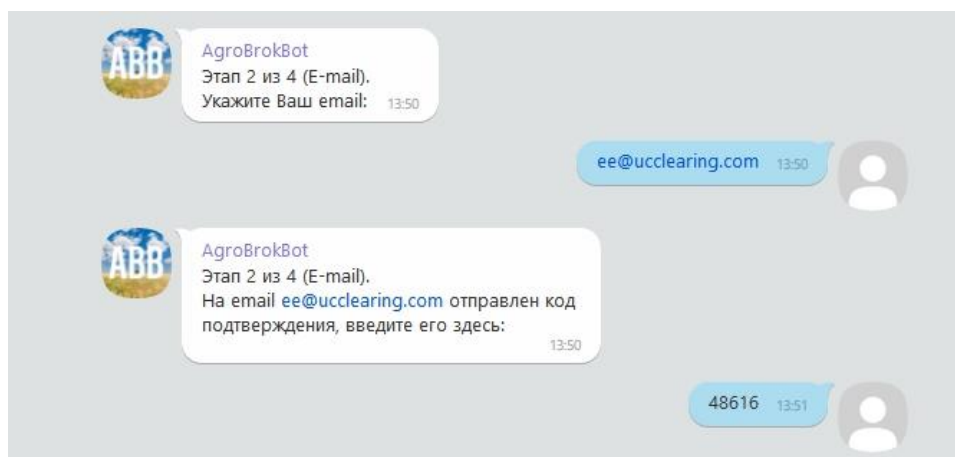 ABB
AgroBrokBot
Этап 2 из 4 (E-mail).
Укажите Ваш email:
13:50
ee@ucclearing.com
13:50
ABB
AgroBrokBot
Этап 2 из 4 (E-mail).
На email ee@ucclearing.com отправлен код
подтверждения, введите его здесь:
13:50
48616
13:51